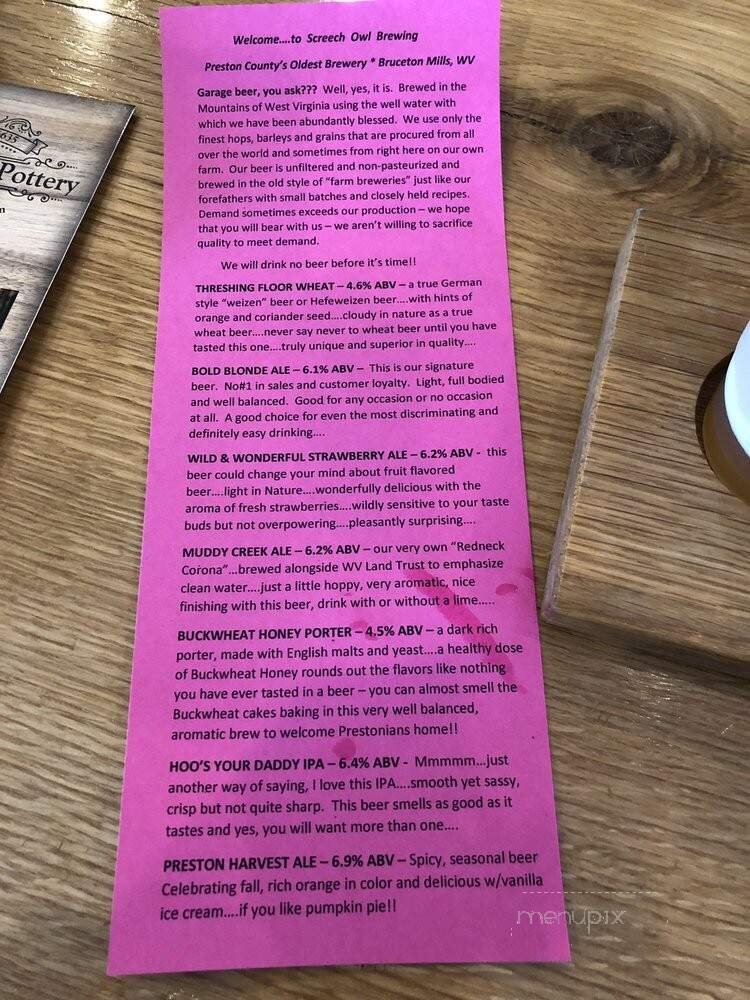 Welcome....to Screech Owl Brewing
Preston County's Oldest Brewery * Bruceton Mills, WV
Garage beer, you ask??? Well, yes, it is. Brewed in the
Mountains of West Virginia using the well water with
which we have been abundantly blessed. We use only the
finest hops, barleys and grains that are procured from all
over the world and sometimes from right here on our own
farm. Our beer is unfiltered and non-pasteurized and
brewed in the old style of "farm breweries" just like our
forefathers with small batches and closely held recipes.
Demand sometimes exceeds our production – we hope
that you will bear with us – we aren't willing to sacrifice
quality to meet demand.
We will drink no beer before it's time!!
THRESHING FLOOR WHEAT – 4.6% ABV – a true German
style "weizen" beer or Hefeweizen beer....with hints of
orange and coriander seed....cloudy in nature as a true
wheat beer....never say never to wheat beer until you have
tasted this one....truly unique and superior in quality....
BOLD BLONDE ALE – 6.1% ABV – This is our signature
beer. No#1 in sales and customer loyalty. Light, full bodied
and well balanced. Good for any occasion or no occasion
at all. A good choice for even the most discriminating and
definitely easy drinking....
WILD & WONDERFUL STRAWBERRY ALE – 6.2% ABV - this
beer could change your mind about fruit flavored
beer....light in Nature....wonderfully delicious with the
aroma of fresh strawberries....wildly sensitive to your taste
buds but not overpowering....pleasantly surprising....
MUDDY CREEK ALE – 6.2% ABV – our very own "Redneck
Corona"...brewed alongside WV Land Trust to emphasize
clean water....just a little hoppy, very aromatic, nice
finishing with this beer, drink with or without a lime.....
BUCKWHEAT HONEY PORTER – 4.5% ABV – a dark rich
porter, made with English malts and yeast....a healthy dose
of Buckwheat Honey rounds out the flavors like nothing
you have ever tasted in a beer – you can almost smell the
Buckwheat cakes baking in this very well balanced,
aromatic brew to welcome Prestonians home!!
HOO'S YOUR DADDY IPA – 6.4% ABV - Mmmmm...just
another way of saying, I love this IPA....smooth yet sassy,
crisp but not quite sharp. This beer smells as good as it
tastes and yes, you will want more than one....
PRESTON HARVEST ALE – 6.9% ABV – Spicy, seasonal beer
Celebrating fall, rich orange in color and delicious w/vanilla
ice cream....if you like pumpkin pie!!
Pottery
menupix